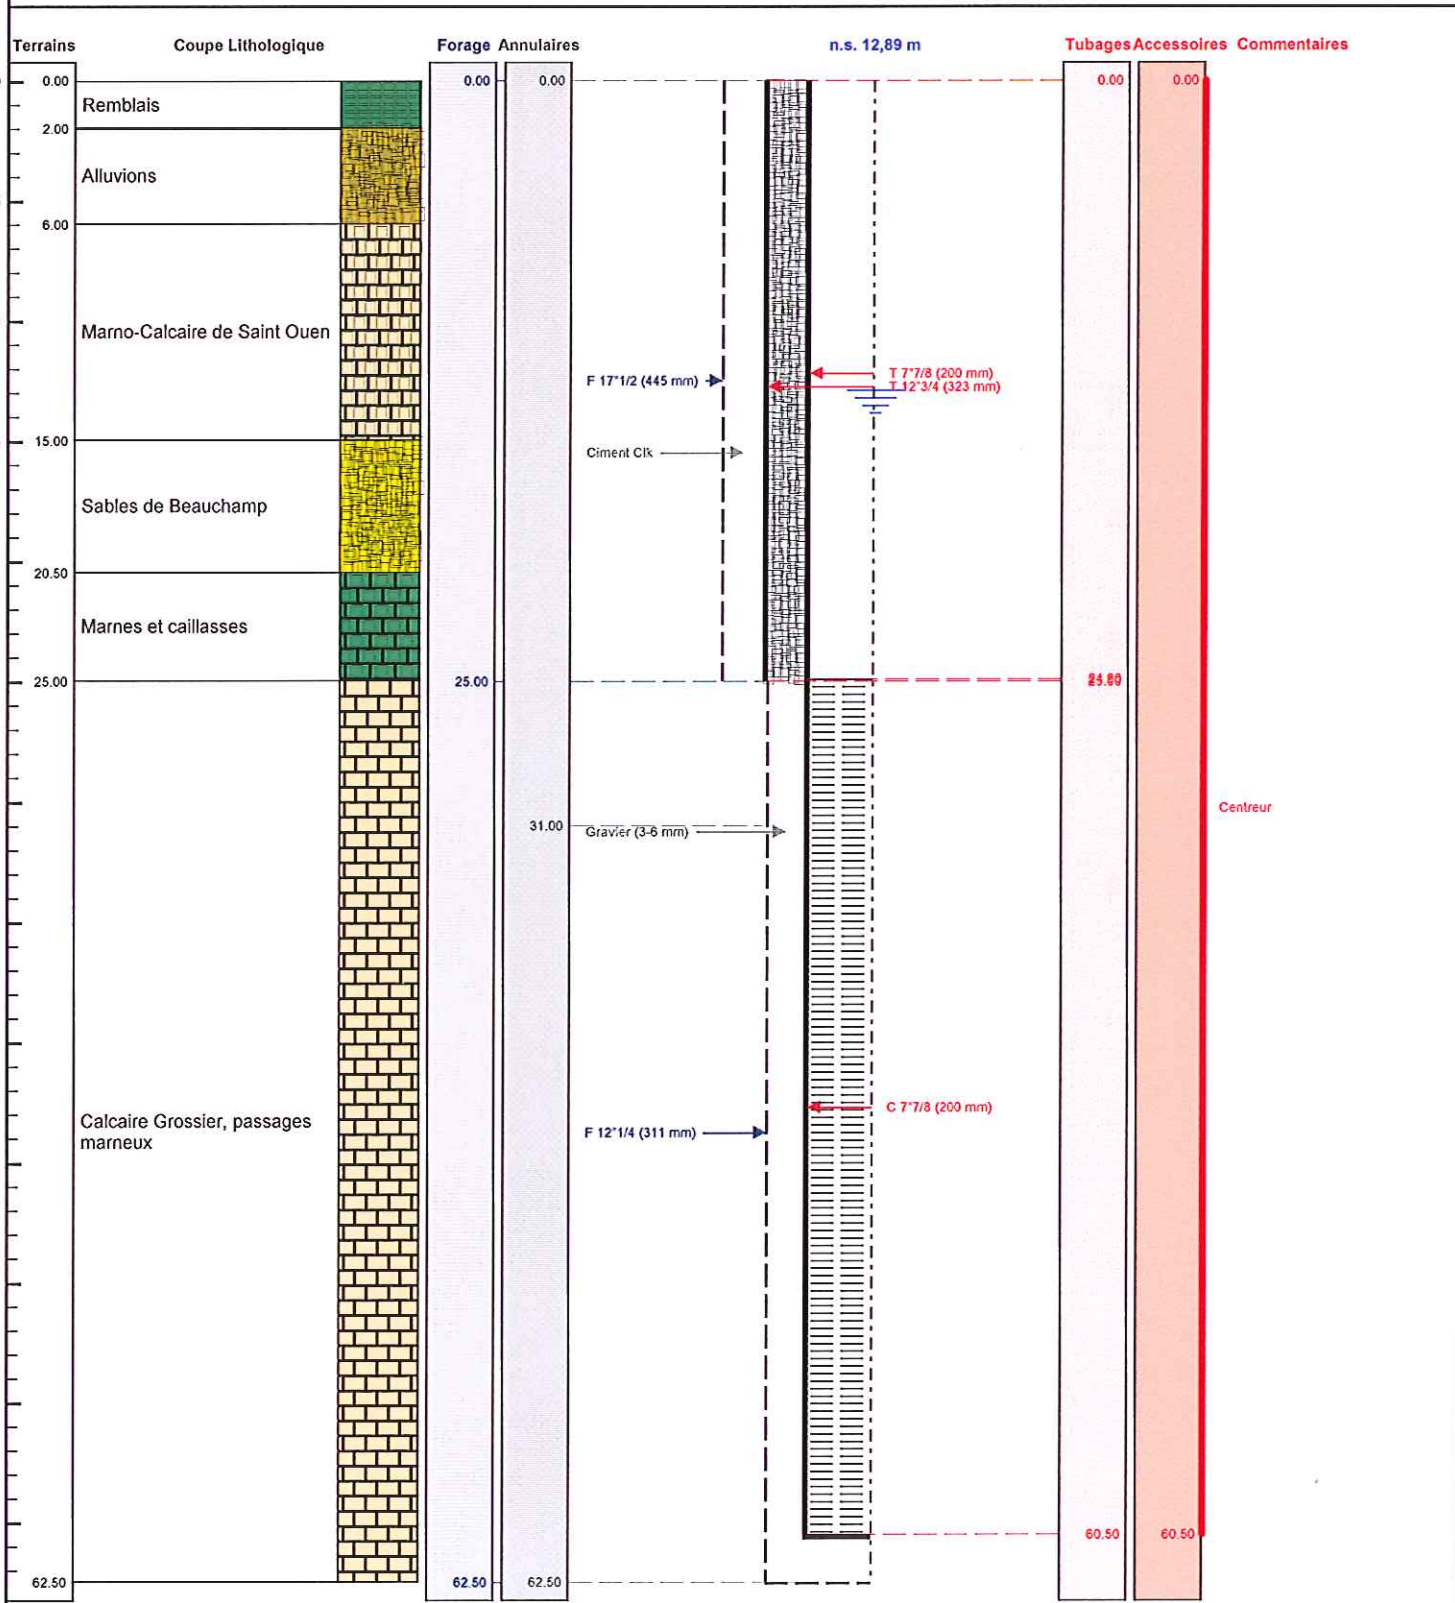 Terrains Coupe Lithologique Forage Annulaires n.s. 12,89 m Tubages Accessoires Commentaires
0.00 0.00 0.00 0.00 0.00
Remblais
2.00
Alluvions
6.00
Marno-Calcaire de Saint Ouen
T 7"7/8 (200 mm)
F 17"1/2 (445 mm) T 12"3/4 (323 mm)
15.00
Ciment Clk
Sables de Beauchamp
20.50
Marnes et caillasses
25.00 25.00
Centreur
31.00 Gravier (3-6 mm)
C 7"7/8 (200 mm)
Calcaire Grossier, passages
marneux
F 12"1/4 (311 mm)
60.50 60.50
62.50 62.50 62.50